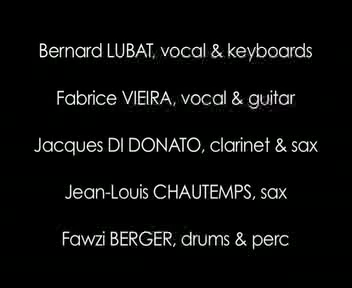 Bernard LUBAT, vocal & keyboards
Fabrice VIEIRA, vocal & guitar
Jacques DI DONATO, clarinet & sax
Jean-Louis CHAUTEMPS, sax
Fawzi BERGER, drums & perc